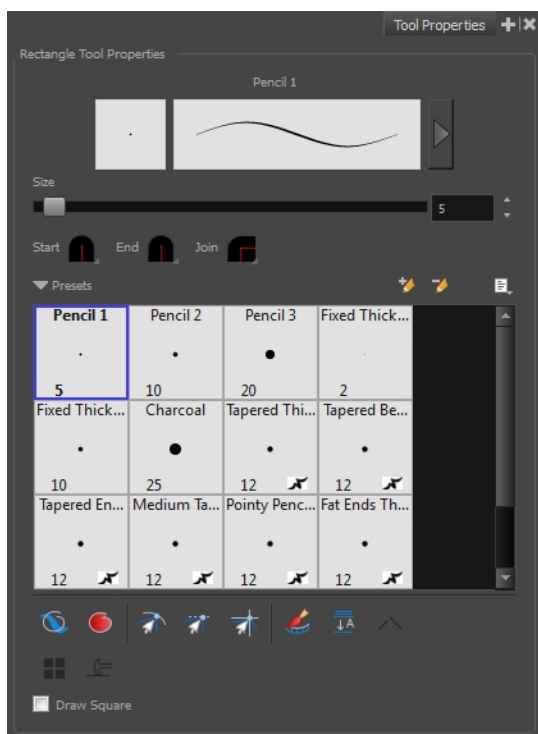 Tool Properties
Rectangle Tool Properties
Pencil 1
Size
5
Start End Join
Presets
Pencil 1 Pencil 2 Pencil 3 Fixed Thick...
5 10 20 2
Fixed Thick... Charcoal Tapered Thi... Tapered Be...
10 25 12 12
Tapered En... Medium Ta... Pointy Penc... Fat Ends Th...
12 12 12 12
A
Draw Square